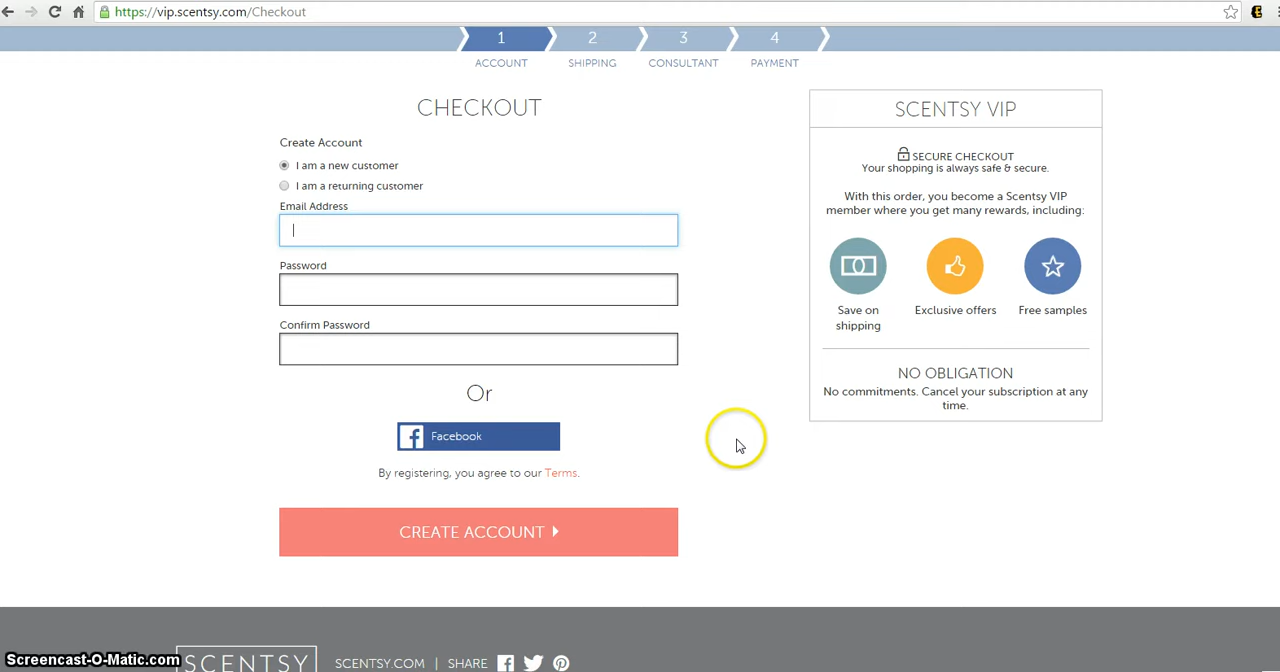 https://vip.scentsy.com/Checkout
1 2 3 4
ACCOUNT SHIPPING CONSULTANT PAYMENT
CHECKOUT
Create Account
I am a new customer
I am a returning customer
Email Address
Password
Confirm Password
Or
Facebook
By registering, you agree to our Terms.
CREATE ACCOUNT
SCENTSY VIP
SECURE CHECKOUT
Your shopping is always safe & secure.
With this order, you become a Scentsy VIP
member where you get many rewards, including:
Save on
shipping
Exclusive offers
Free samples
NO OBLIGATION
No commitments. Cancel your subscription at any
time.
SCENTSY SCENTSY.COM | SHARE
Screencast-O-Matic.com